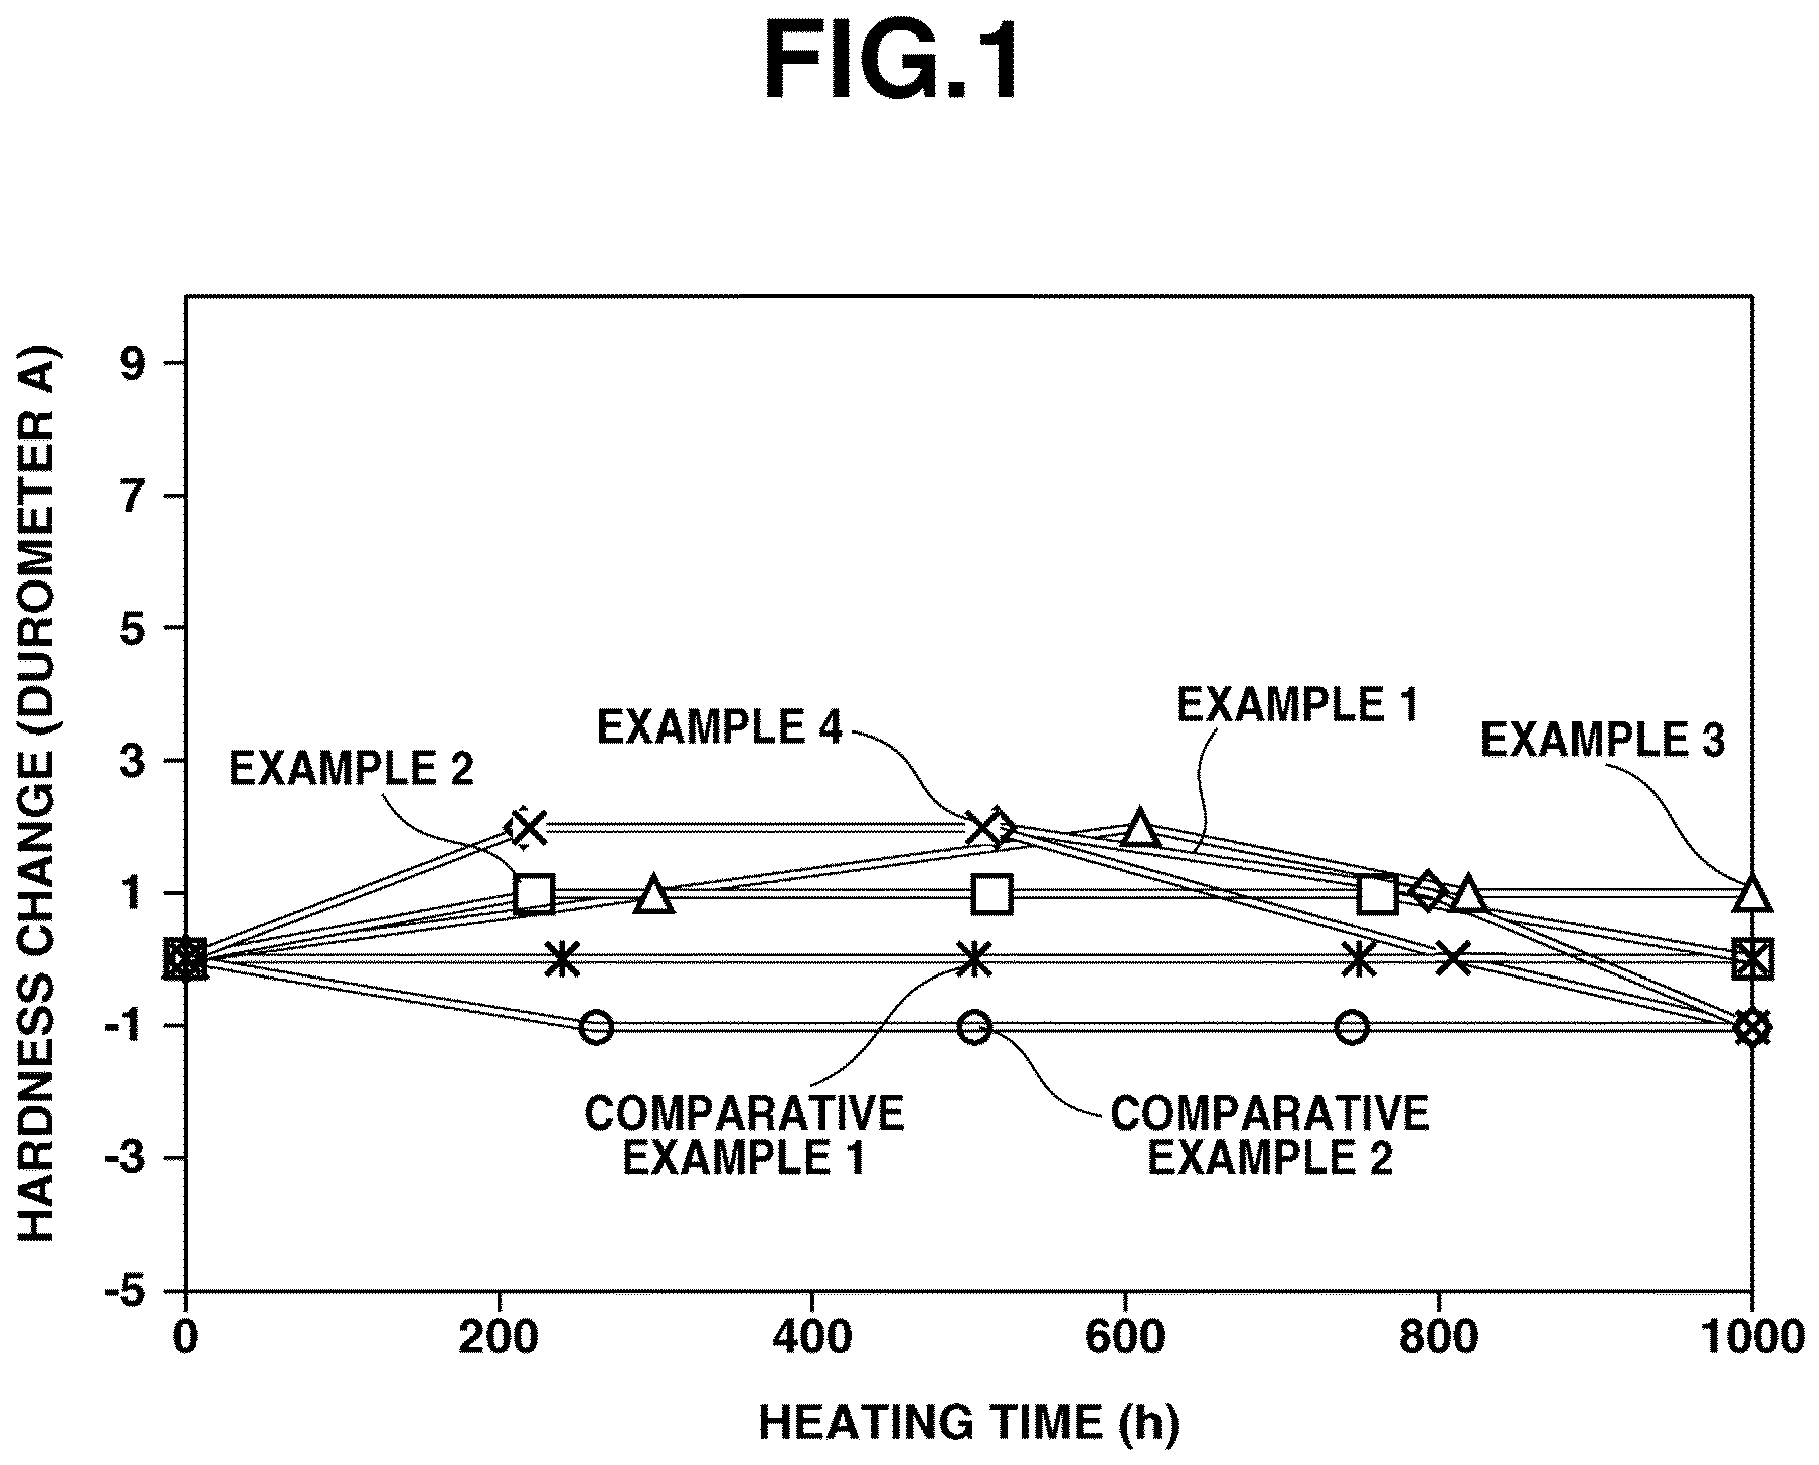 FIG.1
HARDNESS CHANGE (DUROMETER A)
9
7
5
3
1
-1
-3
-5
EXAMPLE 1
EXAMPLE 4
EXAMPLE 3
EXAMPLE 2
COMPARATIVE
EXAMPLE 1
COMPARATIVE
EXAMPLE 2
0 200 400 600 800 1000
HEATING TIME (h)